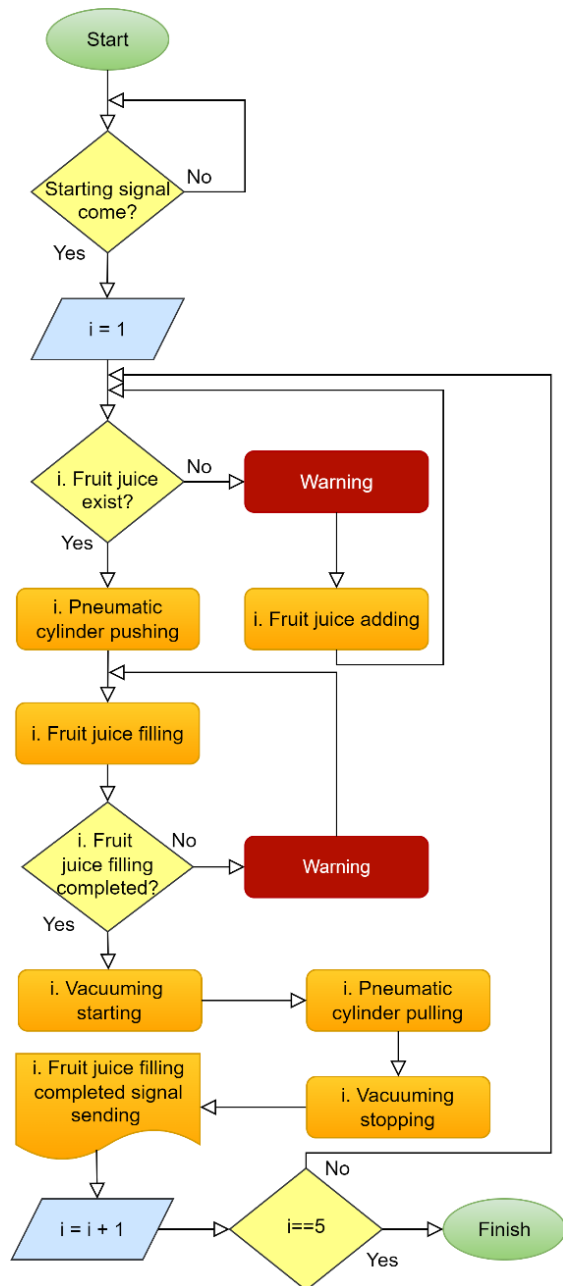 Start
Starting signal
come?
No
Yes
i = 1
i. Fruit juice
exist?
No
Warning
Yes
i. Pneumatic
cylinder pushing
i. Fruit juice adding
i. Fruit juice filling
i. Fruit
juice filling
completed?
No
Warning
Yes
i. Vacuuming
starting
i. Pneumatic
cylinder pulling
i. Fruit juice filling
completed signal
sending
i. Vacuuming
stopping
No
i = i + 1
i==5
Yes
Finish